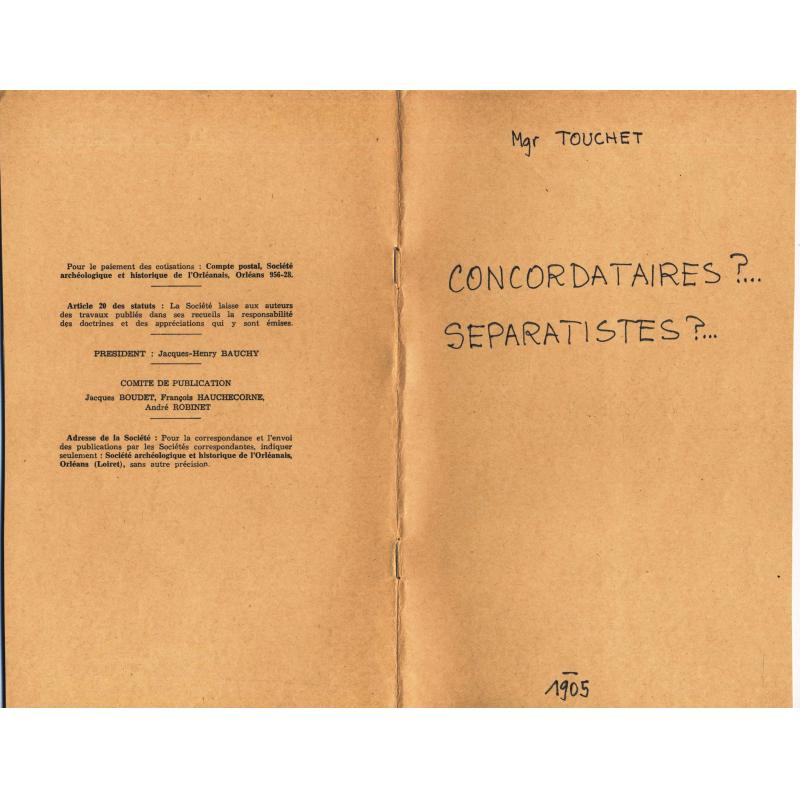 Pour le paiement des cotisations : Compte postal, Société
archéologique et historique de l'Orléanais, Orléans 956-28.
Article 20 des statuts : La Société laisse aux auteurs
des travaux publiés dans ses recueils la responsabilité
des doctrines et des appréciations qui y sont émises.
PRESIDENT : Jacques-Henry BAUCHY
COMITE DE PUBLICATION
Jacques BOUDET, François HAUCHECORNE,
André ROBINET
Adresse de la Société : Pour la correspondance et l'envoi
des publications par les Sociétés correspondantes, indiquer
seulement : Société archéologique et historique de l'Orléanais,
Orléans (Loiret), sans autre précision.
Mgr TOUCHET
CONCORDATAIRES ?...
SEPARATISTES ?...
1905